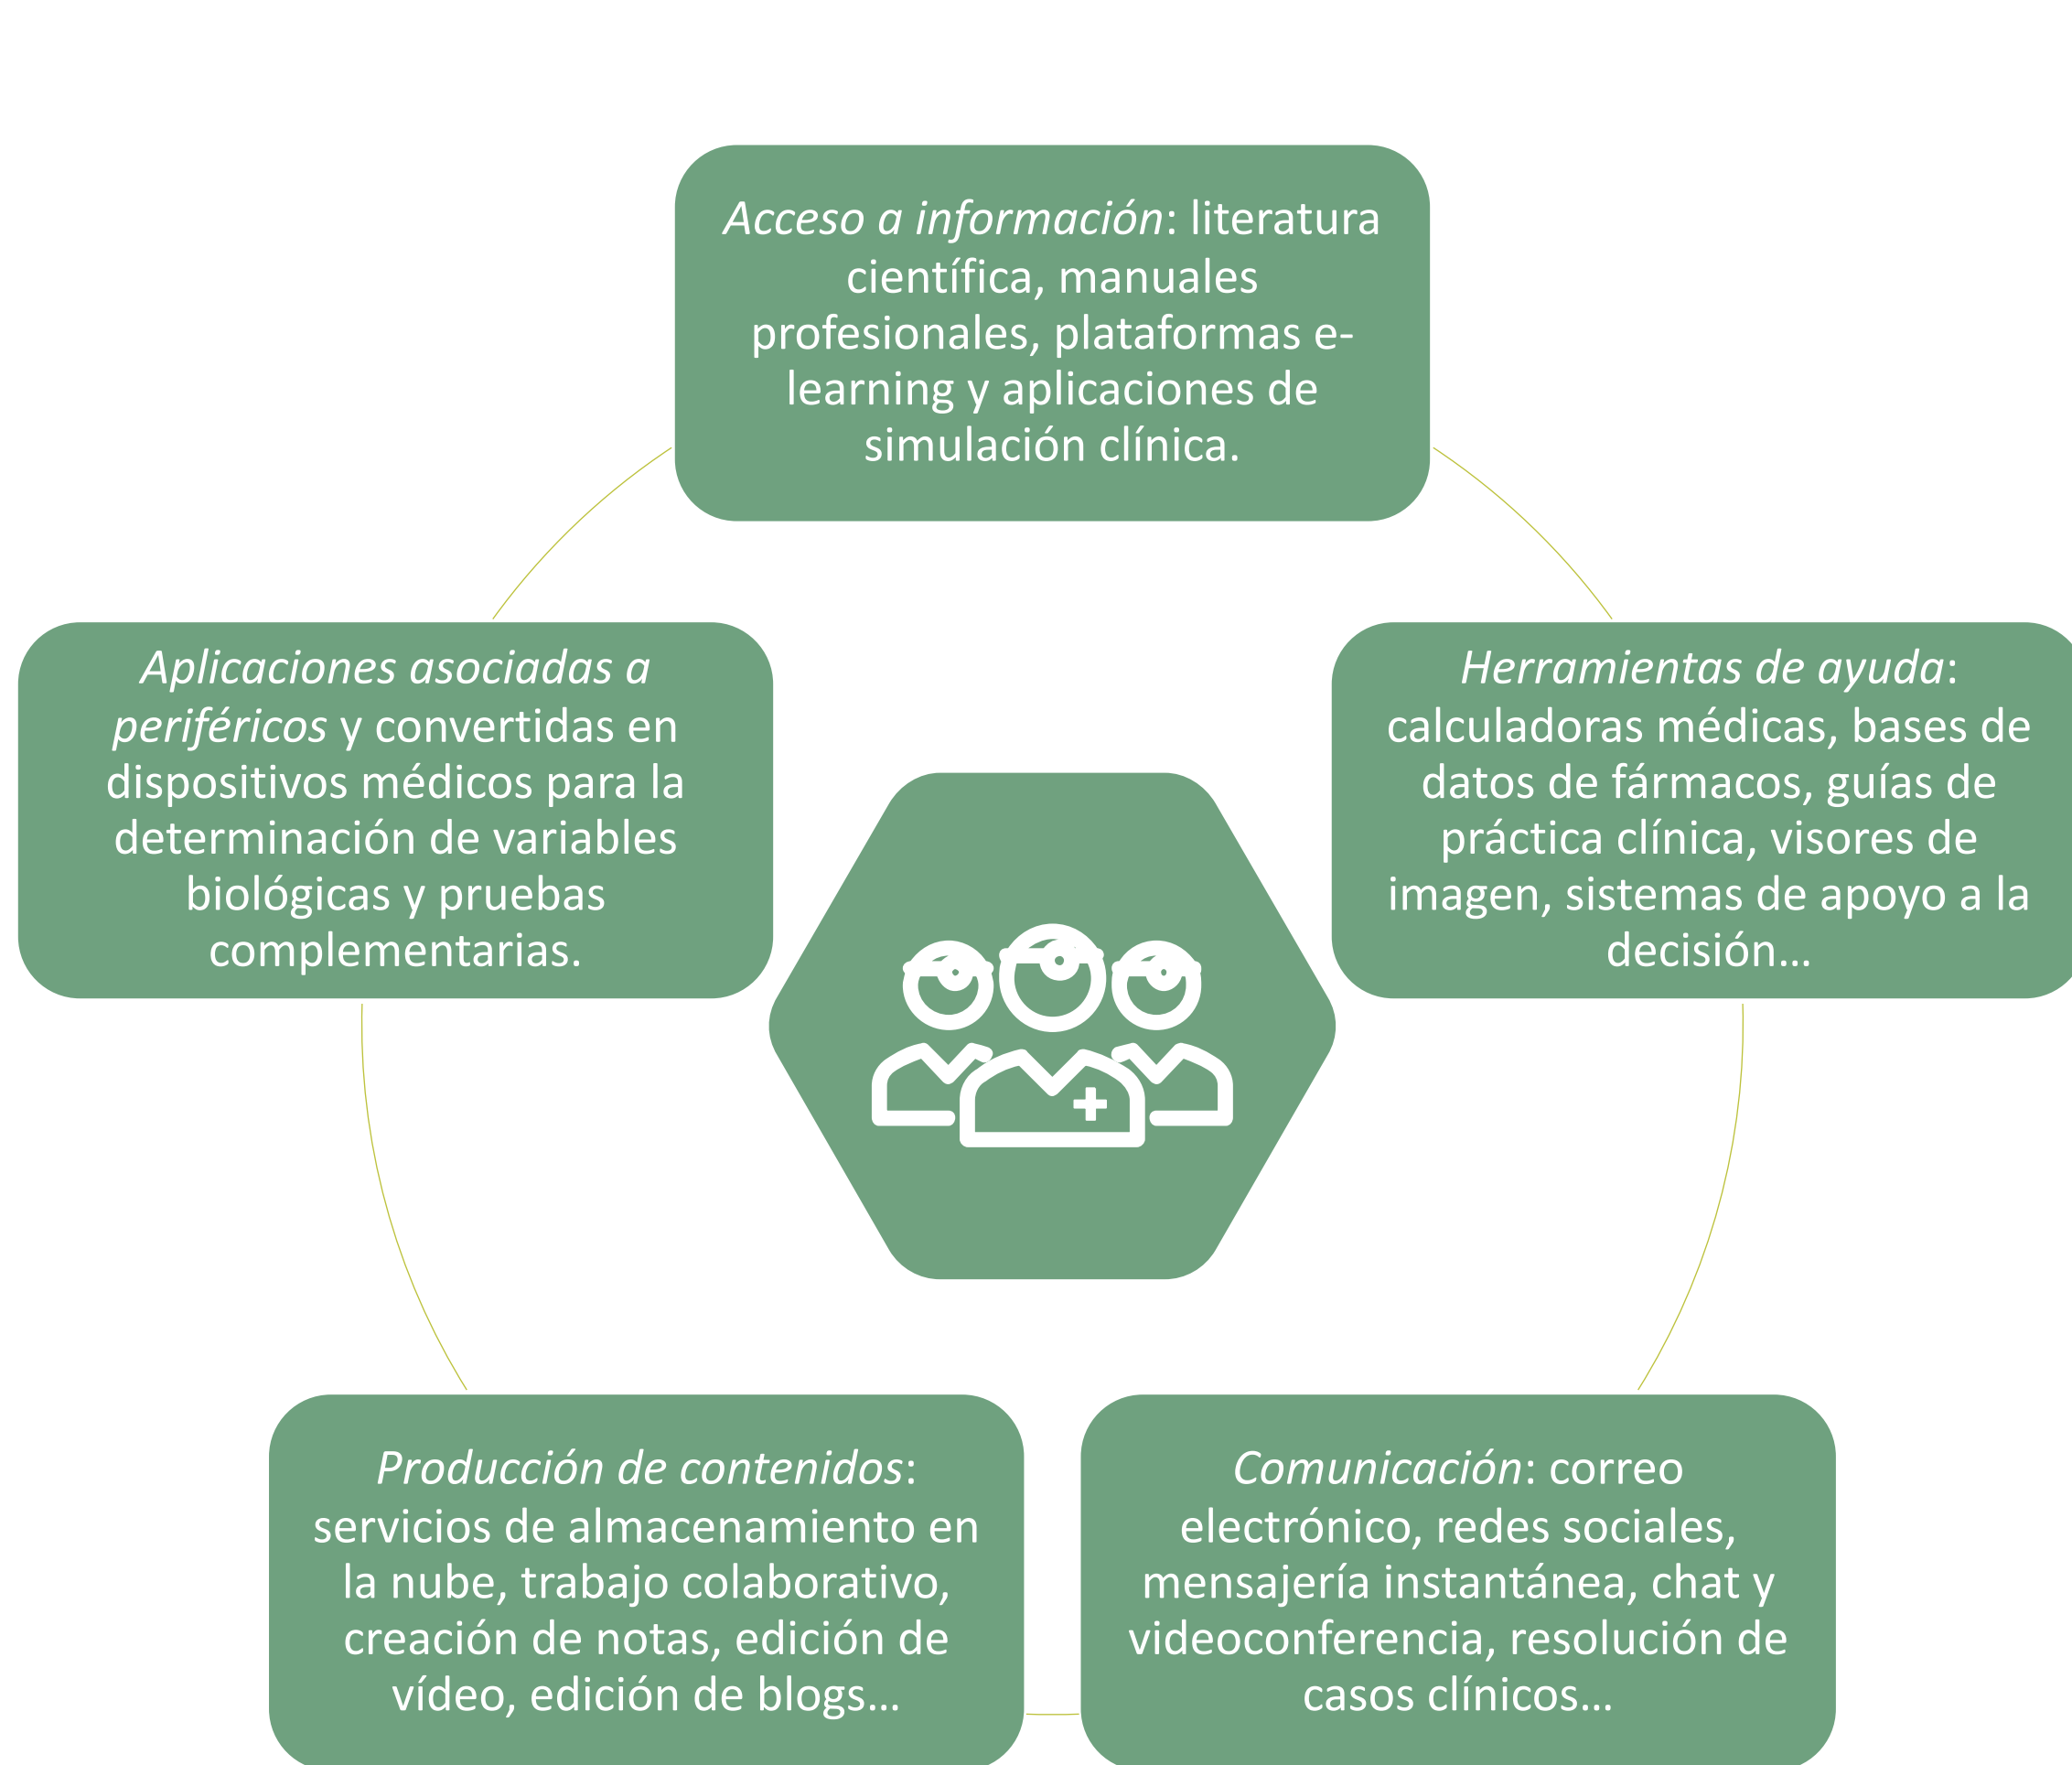 Acceso a información: literatura
científica, manuales
profesionales, plataformas e-
learning y aplicaciones de
simulación clínica.
Aplicaciones asociadas a
periféricos y convertidas en
dispositivos médicos para la
determinación de variables
biológicas y pruebas
complementarias.
Herramientas de ayuda:
calculadoras médicas, bases de
datos de fármacos, guías de
práctica clínica, visores de
imagen, sistemas de apoyo a la
decisión...
Producción de contenidos:
servicios de almacenamiento en
la nube, trabajo colaborativo,
creación de notas, edición de
vídeo, edición de blogs...
Comunicación: correo
electrónico, redes sociales,
mensajería instantánea, chat y
videoconferencia, resolución de
casos clínicos...